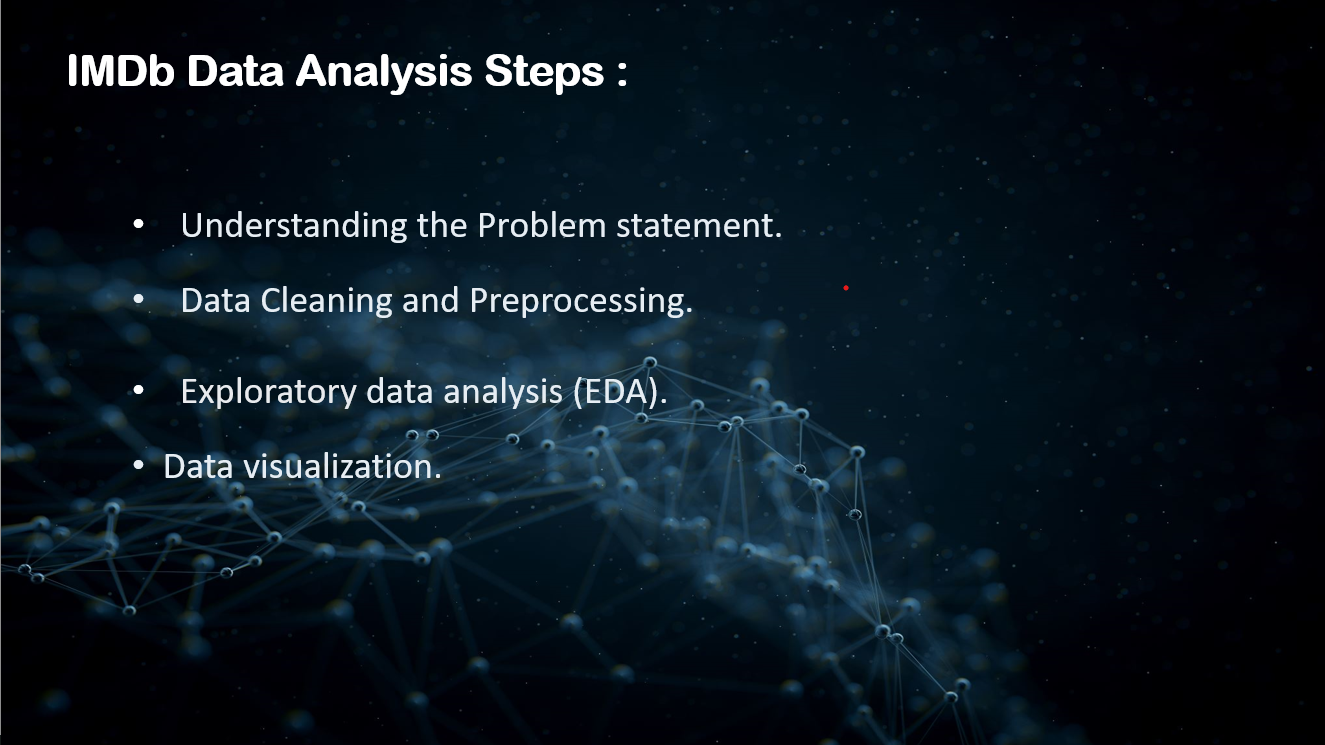 IMDb Data Analysis Steps :
• Understanding the Problem statement.
• Data Cleaning and Preprocessing.
• Exploratory data analysis (EDA).
• Data visualization.